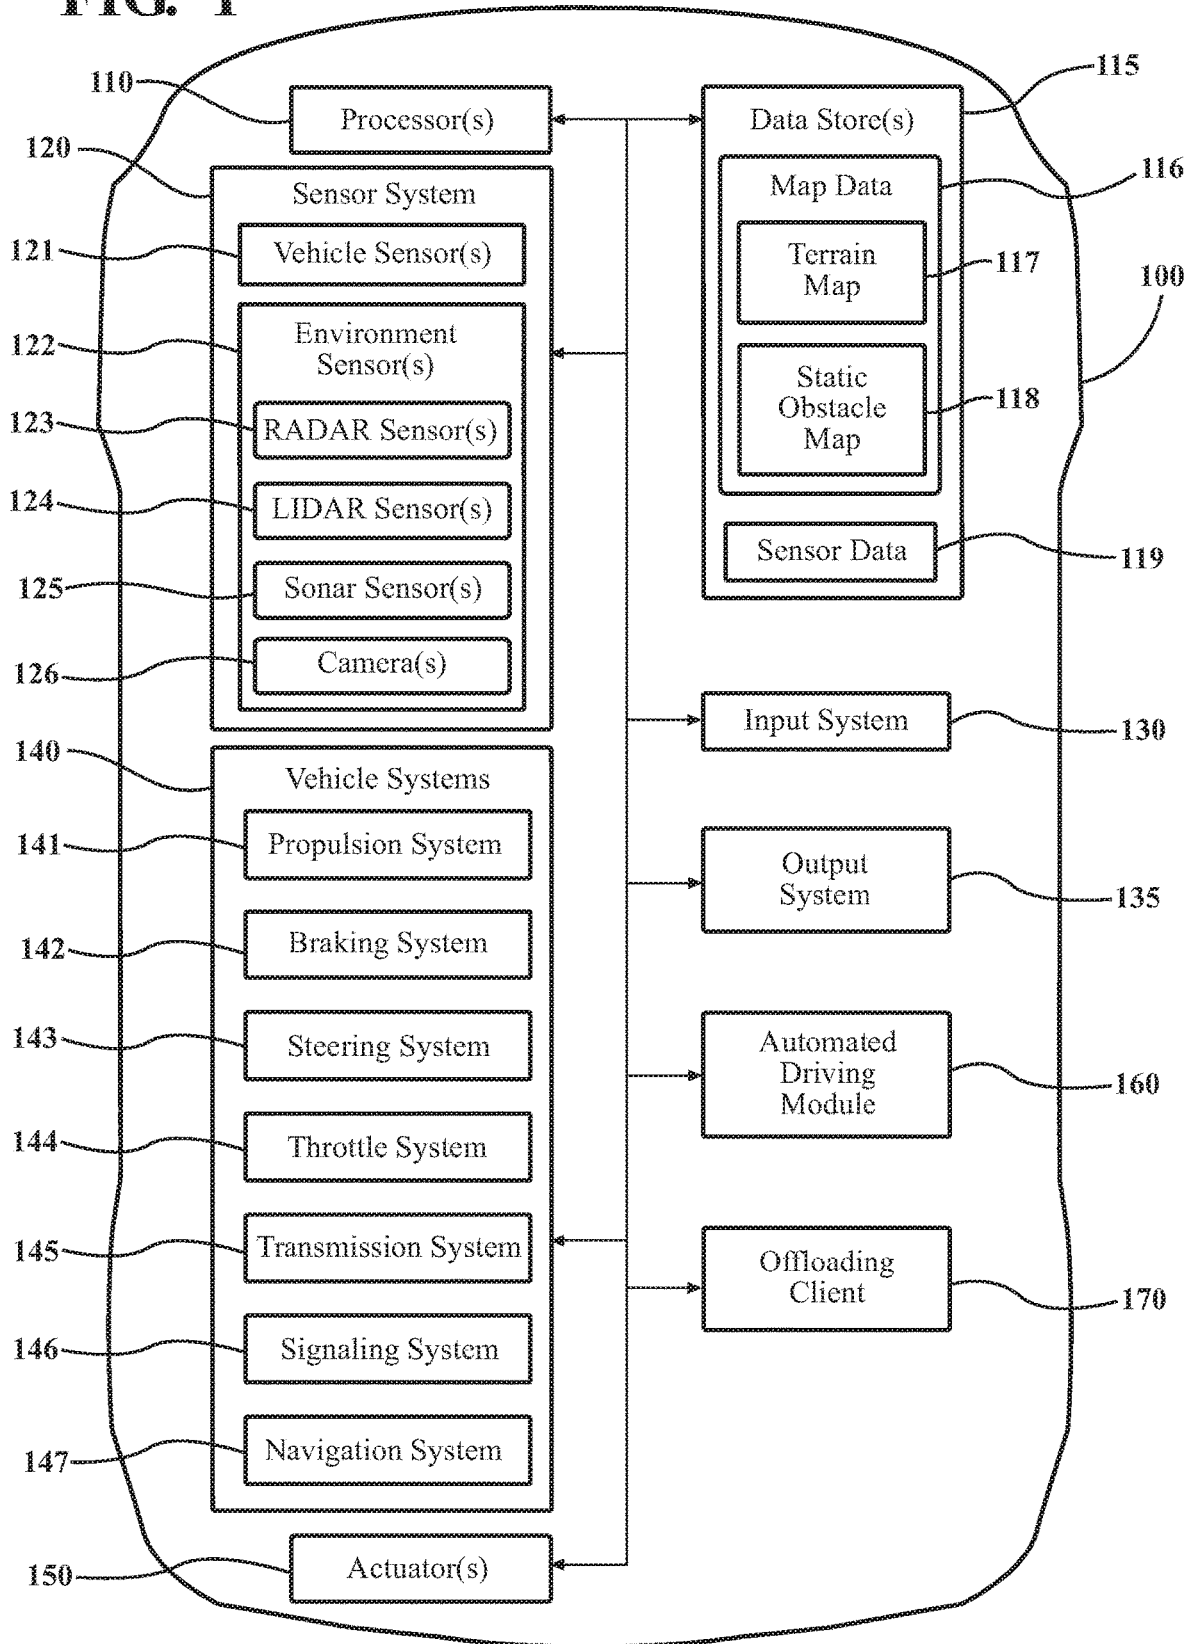 FIG. 1
110
Processor(s)
120
Sensor System
121
Vehicle Sensor(s)
122
Environment
Sensor(s)
123
RADAR Sensor(s)
124
LIDAR Sensor(s)
125
Sonar Sensor(s)
126
Camera(s)
140
Vehicle Systems
141
Propulsion System
142
Braking System
143
Steering System
144
Throttle System
145
Transmission System
146
Signaling System
147
Navigation System
150
Actuator(s)
115
Data Store(s)
116
Map Data
Terrain
Map
117
100
Static
Obstacle
Map
118
Sensor Data
119
Input System
130
Output
System
135
Automated
Driving
Module
160
Offloading
Client
170